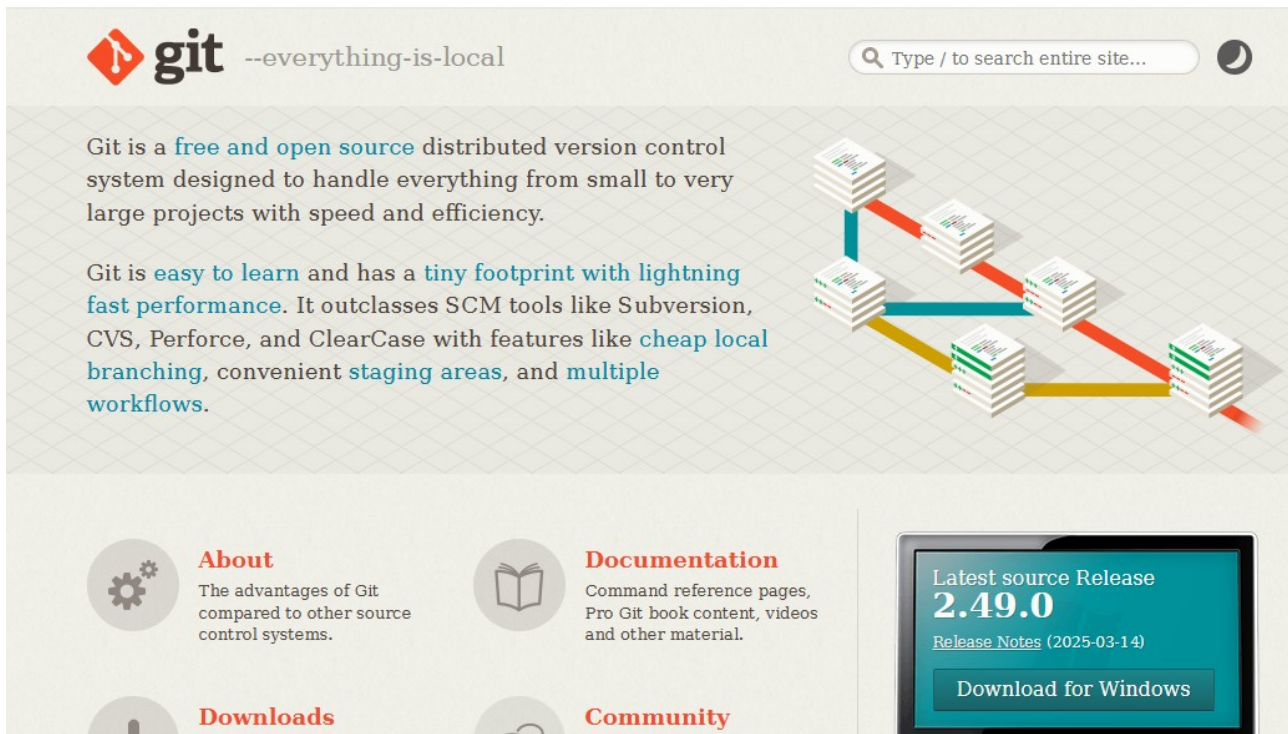 git --everything-is-local
Type / to search entire site...
Git is a free and open source distributed version control
system designed to handle everything from small to very
large projects with speed and efficiency.
Git is easy to learn and has a tiny footprint with lightning
fast performance. It outclasses SCM tools like Subversion,
CVS, Perforce, and ClearCase with features like cheap local
branching, convenient staging areas, and multiple
workflows.
About
The advantages of Git
compared to other source
control systems.
Documentation
Command reference pages,
Pro Git book content, videos
and other material.
Downloads
Community
Latest source Release
2.49.0
Release Notes (2025-03-14)
Download for Windows